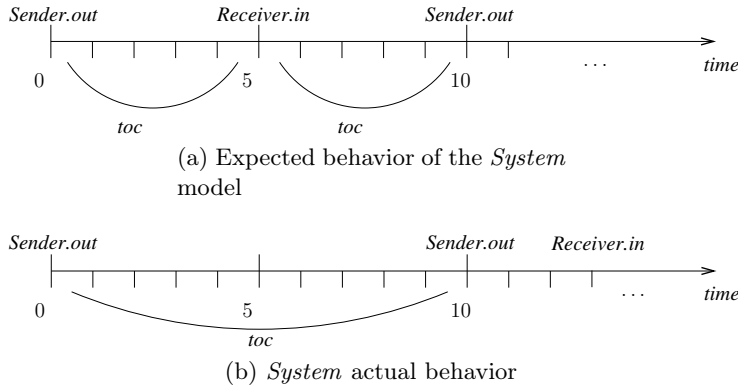 Sender.out Receiver.in Sender.out
0 5 10 ... time
toc toc
(a) Expected behavior of the System
model
Sender.out Sender.out Receiver.in
0 5 10 ... time
toc
(b) System actual behavior